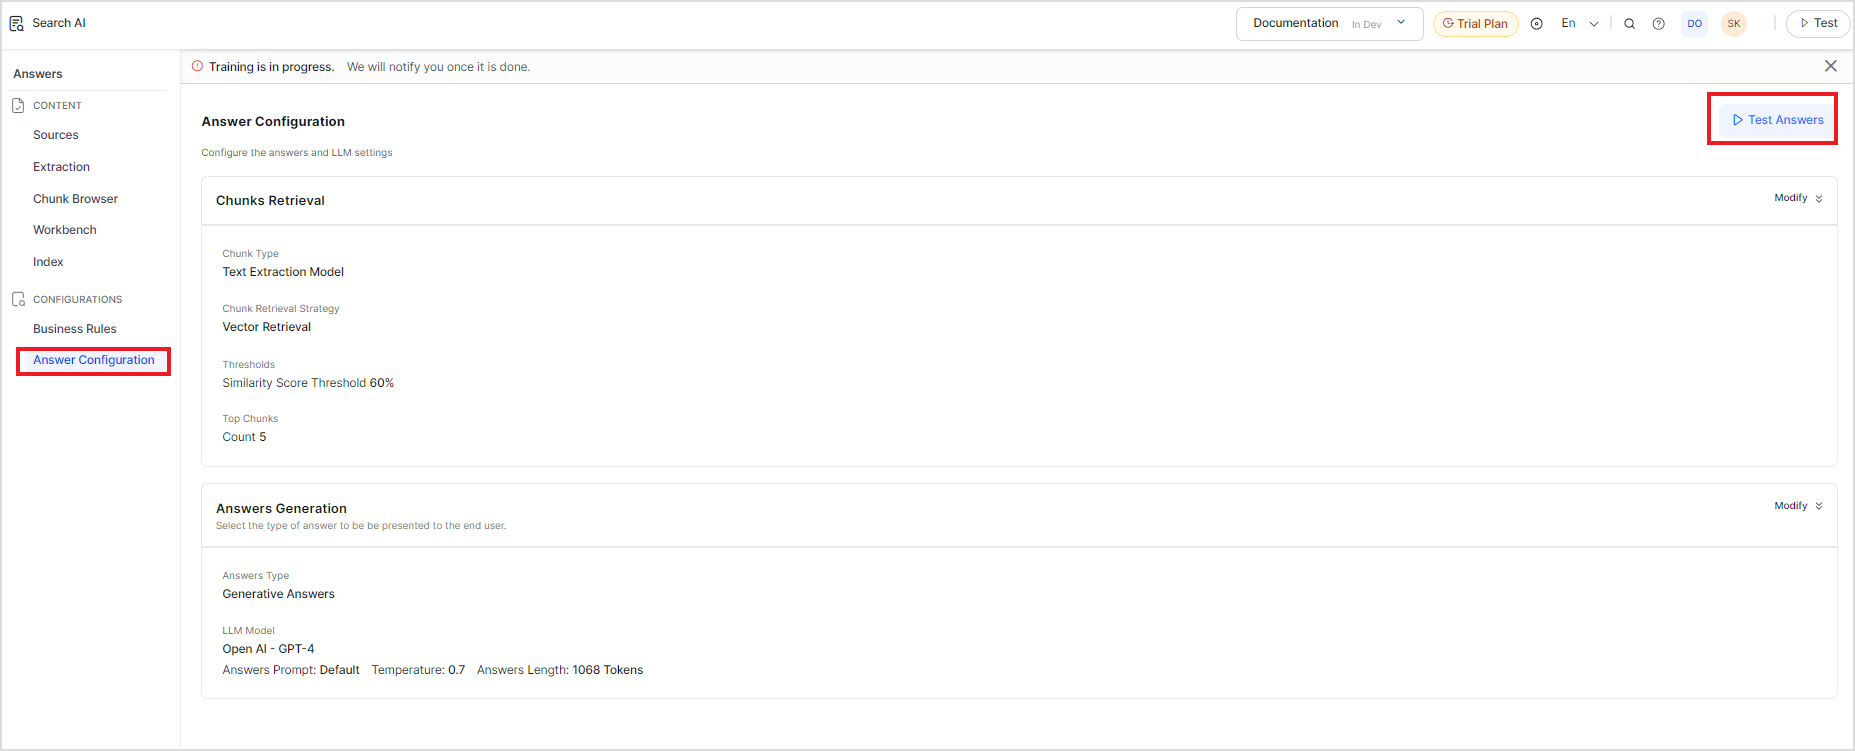 Search AI
Documentation In Dev
Trial Plan
En
DO
SK
Test
Answers
CONTENT
Sources
Extraction
Chunk Browser
Workbench
Index
CONFIGURATIONS
Business Rules
Answer Configuration
Training is in progress. We will notify you once it is done.
Answer Configuration
Test Answers
Configure the answers and LLM settings
Chunks Retrieval
Modify
Chunk Type
Text Extraction Model
Chunk Retrieval Strategy
Vector Retrieval
Thresholds
Similarity Score Threshold 60%
Top Chunks
Count 5
Answers Generation
Modify
Select the type of answer to be be presented to the end user.
Answers Type
Generative Answers
LLM Model
Open AI - GPT-4
Answers Prompt: Default Temperature: 0.7 Answers Length: 1068 Tokens